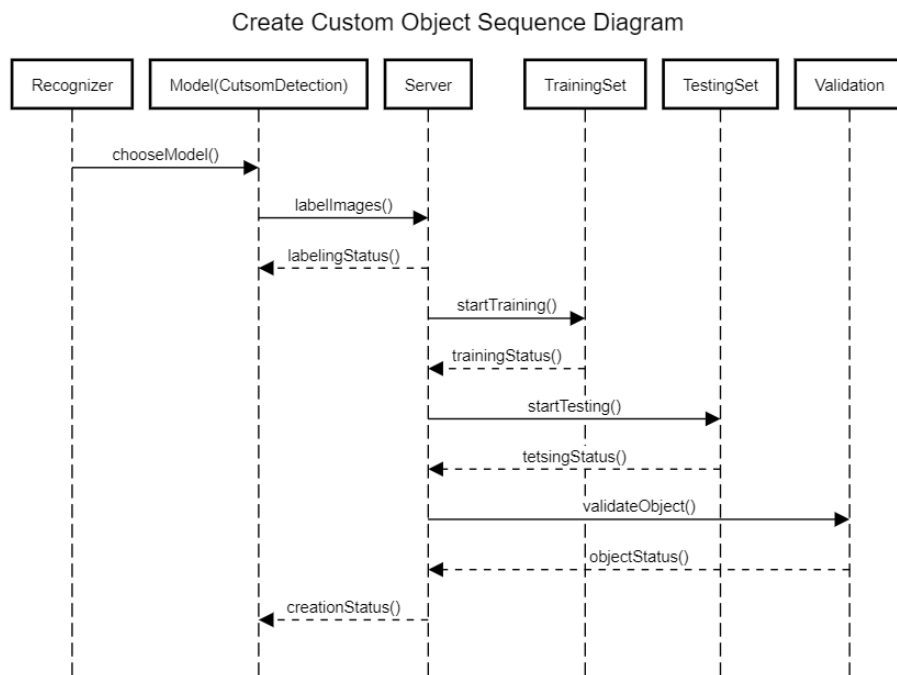 Create Custom Object Sequence Diagram
Recognizer
Model(CutsomDetection)
Server
TrainingSet
TestingSet
Validation
chooseModel()
labelImages()
labelingStatus()
startTraining()
trainingStatus()
startTesting()
tetsingStatus()
validateObject()
objectStatus()
creationStatus()